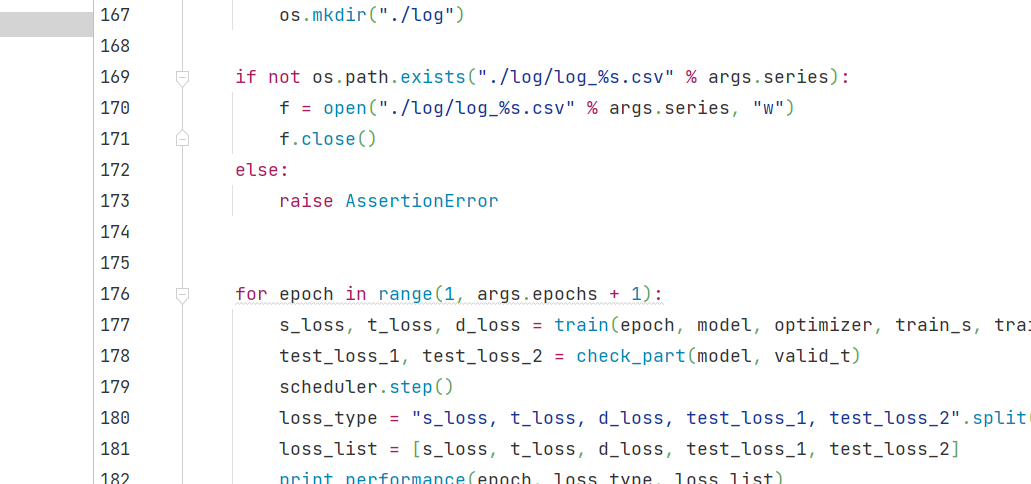 167 os.mkdir("./log")
168
169 if not os.path.exists("./log/log_%s.csv" % args.series):
170 f = open("./log/log_%s.csv" % args.series, "w")
171 f.close()
172 else:
173 raise AssertionError
174
175
176 for epoch in range(1, args.epochs + 1):
177 s_loss, t_loss, d_loss = train(epoch, model, optimizer, train_s, trai
178 test_loss_1, test_loss_2 = check_part(model, valid_t)
179 scheduler.step()
180 loss_type = "s_loss, t_loss, d_loss, test_loss_1, test_loss_2".split(
181 loss_list = [s_loss, t_loss, d_loss, test_loss_1, test_loss_2]
182 print_performance(epoch, loss_type, loss_list)